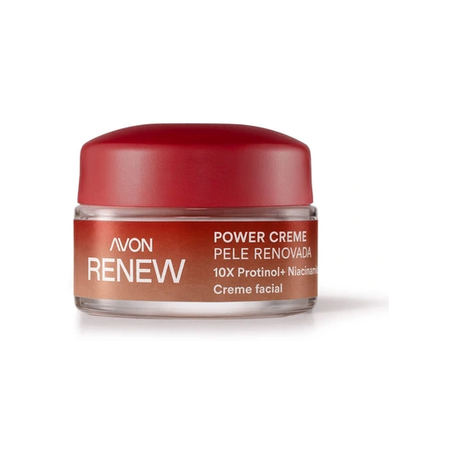 AVON
RENEW
POWER CREME
PELE RENOVADA
10X Protinol+ Niacinam
Creme facial